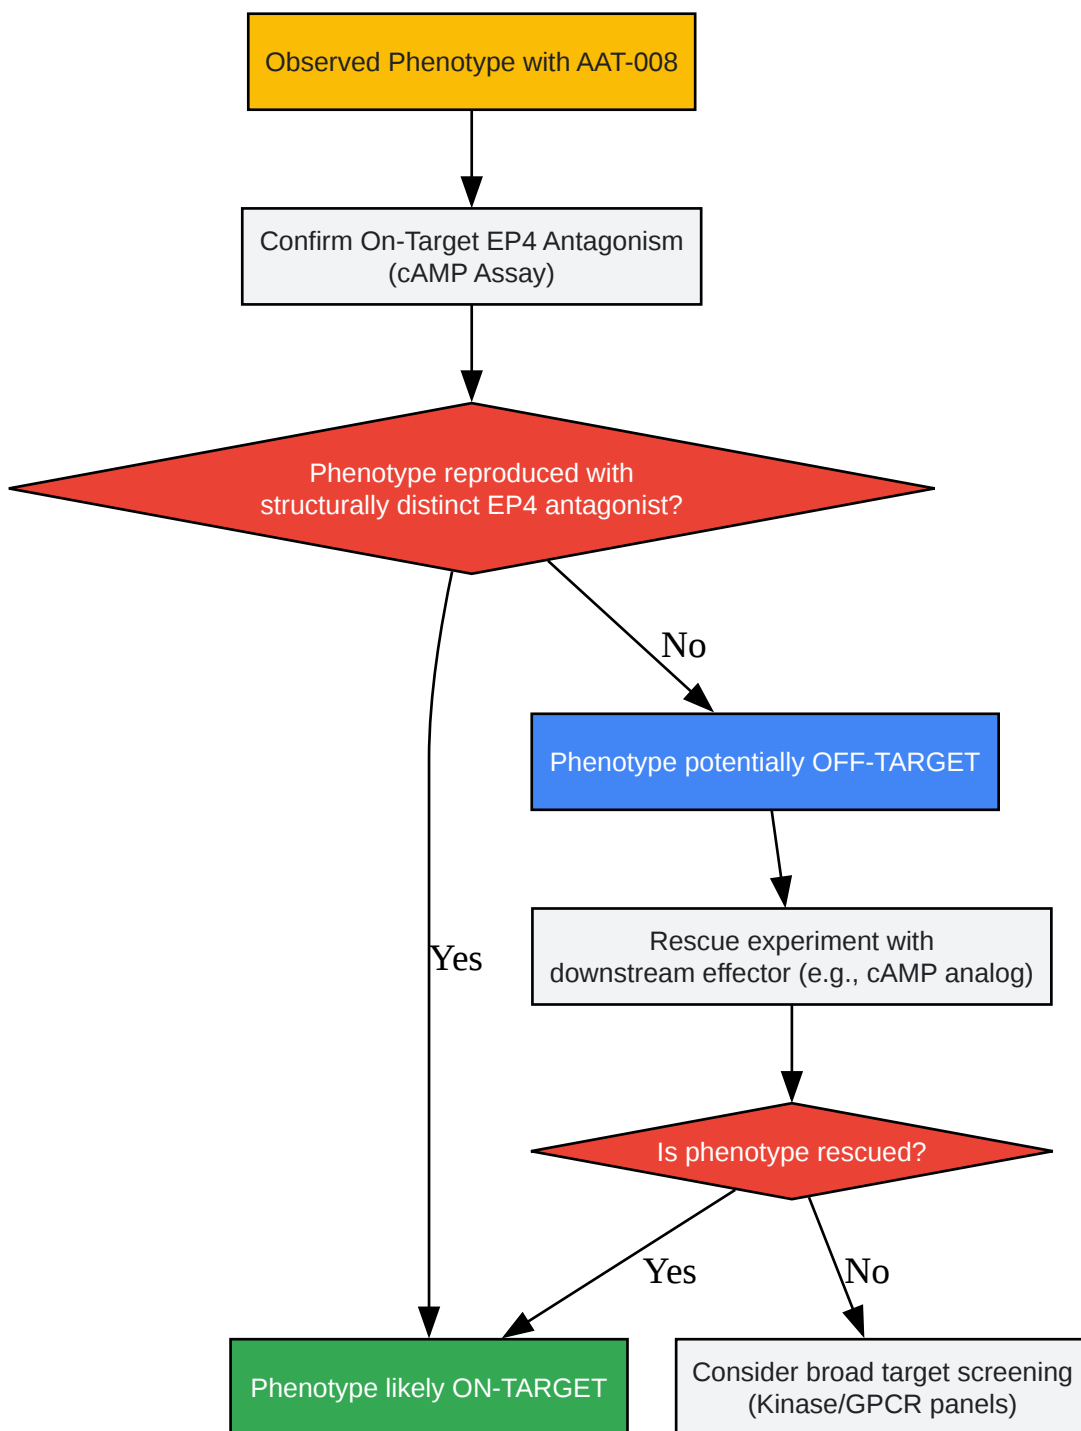 Observed Phenotype with AAT-008
Confirm On-Target EP4 Antagonism
(cAMP Assay)
Phenotype reproduced with
structurally distinct EP4 antagonist?
No
Phenotype potentially OFF-TARGET
Rescue experiment with
downstream effector (e.g., cAMP analog)
Yes
Is phenotype rescued?
Yes
No
Phenotype likely ON-TARGET
Consider broad target screening
(Kinase/GPCR panels)